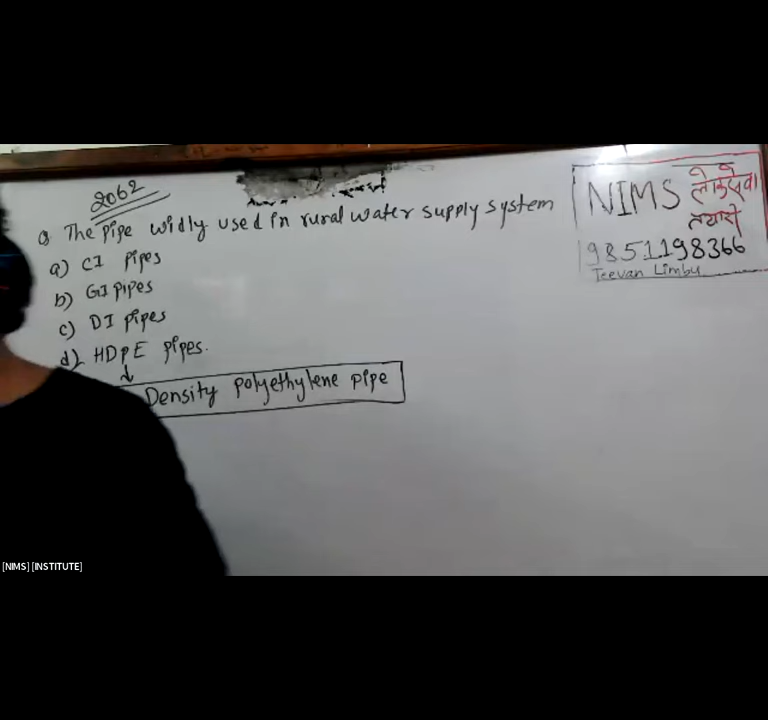 2062
Q. The pipe widly used in rural water supply system
a) CI pipes
b) GI pipes
c) DI pipes
d) HDPE pipes.
Density polyethylene pipe
NIMS लोकसेवा
तयारी
9851198366
Jeevan Limbu
[NIMS] [INSTITUTE]